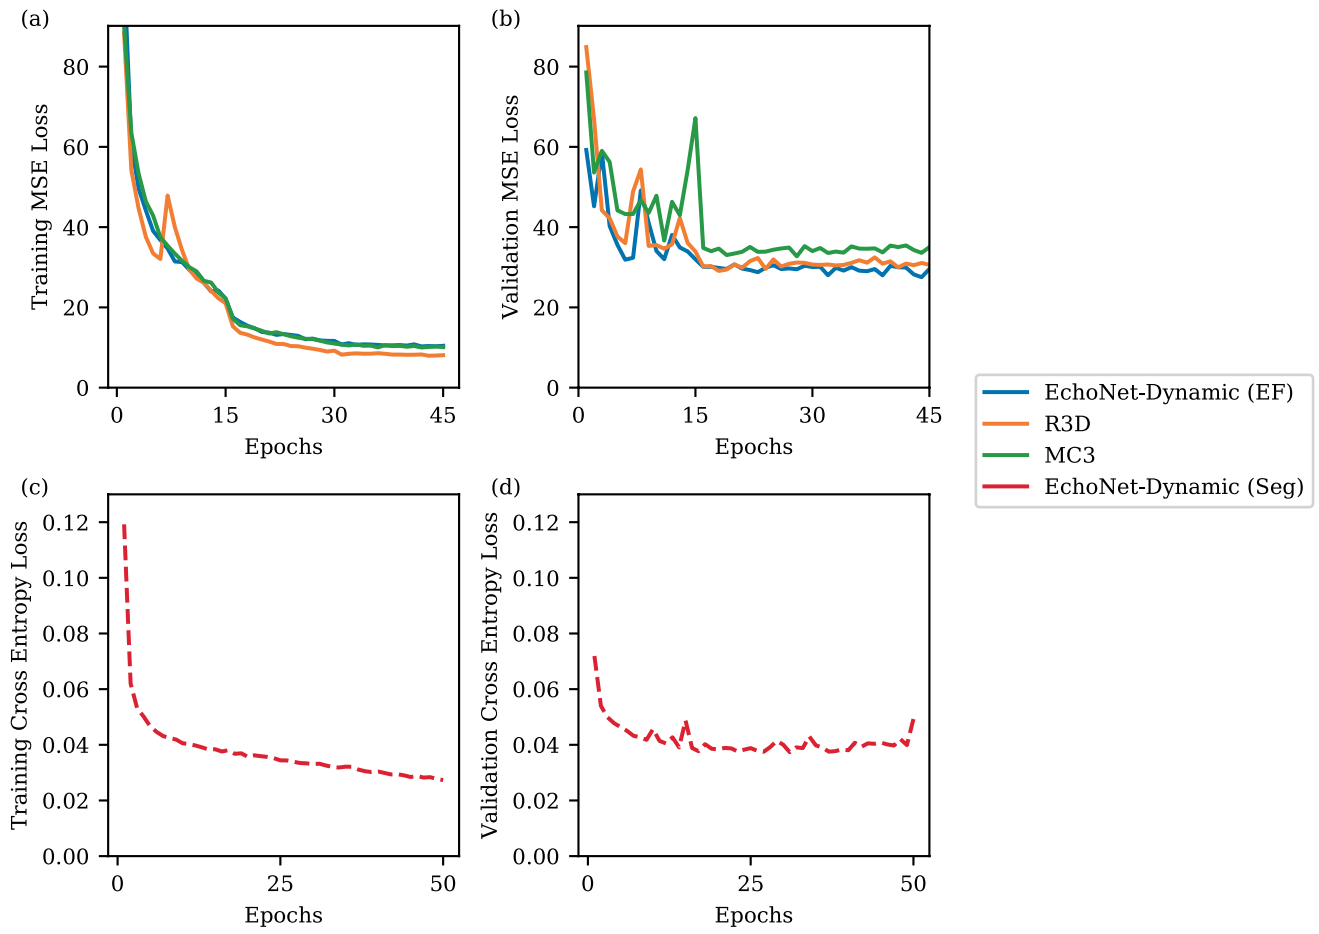 (a)
Training MSE Loss
80
60
40
20
0
0 15 30 45
Epochs
(b)
Validation MSE Loss
80
60
40
20
0
0 15 30 45
Epochs
EchoNet-Dynamic (EF)
R3D
MC3
EchoNet-Dynamic (Seg)
(c)
Training Cross Entropy Loss
0.12
0.10
0.08
0.06
0.04
0.02
0.00
0 25 50
Epochs
(d)
Validation Cross Entropy Loss
0.12
0.10
0.08
0.06
0.04
0.02
0.00
0 25 50
Epochs